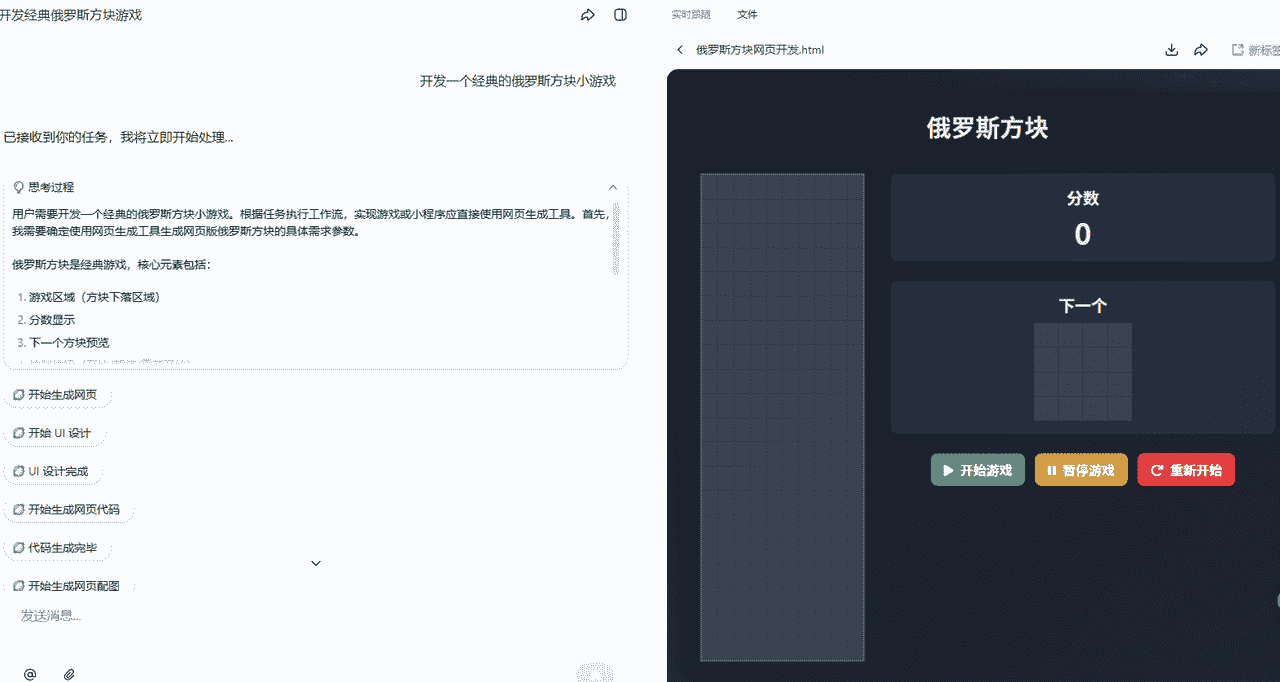 开发经典俄罗斯方块游戏
开发一个经典的俄罗斯方块小游戏
已接收到你的任务，我将立即开始处理...
思考过程
用户需要开发一个经典的俄罗斯方块小游戏。根据任务执行工作流，实现游戏或小程序应直接使用网页生成工具。首先，
我需要确定使用网页生成工具生成网页版俄罗斯方块的具体需求参数。
俄罗斯方块是经典游戏，核心元素包括：
1. 游戏区域（方块下落区域）
2. 分数显示
3. 下一个方块预览
开始生成网页
开始 UI 设计
UI 设计完成
开始生成网页代码
代码生成完毕
开始生成网页配图
发送消息...
@
实时跟随 文件
俄罗斯方块网页开发.html
新标签
俄罗斯方块
分数
0
下一个
开始游戏 暂停游戏 重新开始